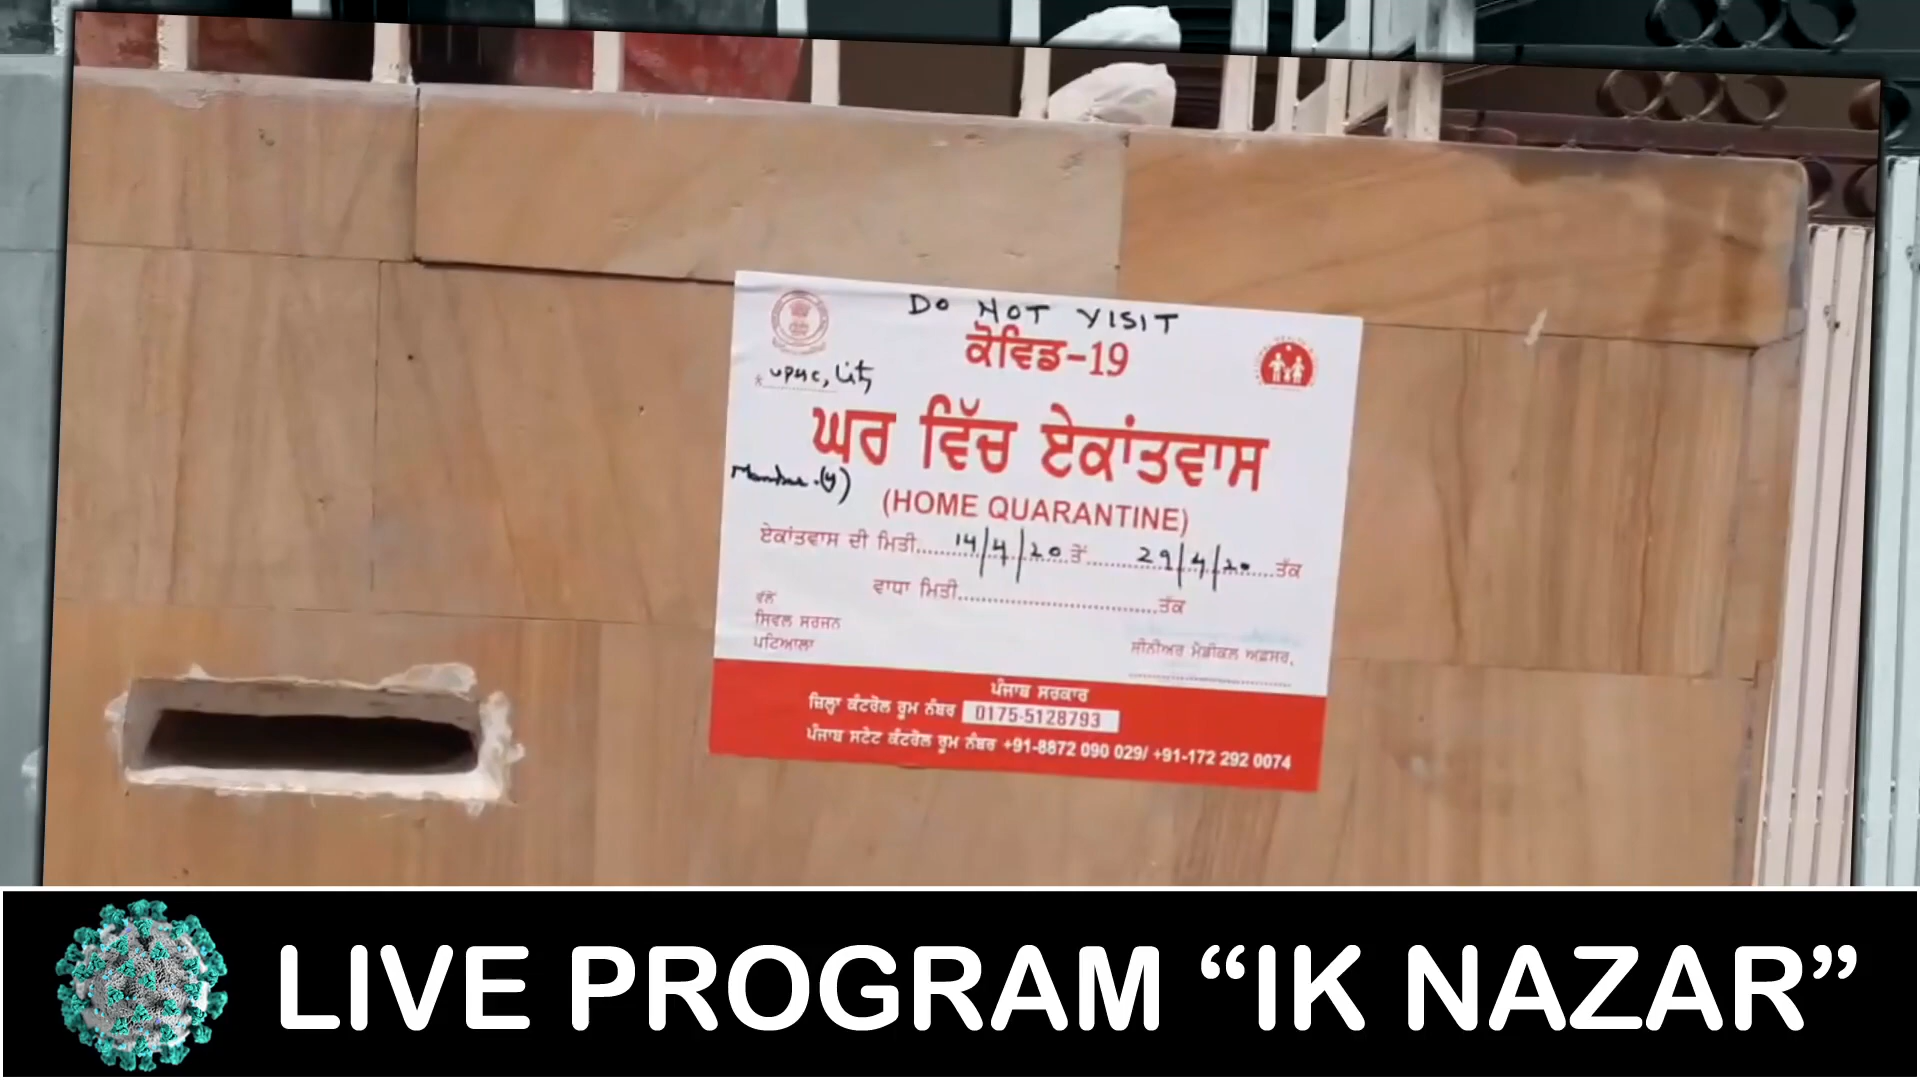 DO NOT VISIT
ਕੋਵਿਡ-19
UPHC,
ਘਰ ਵਿੱਚ ਏਕਾਂਤਵਾਸ
(4)
(HOME QUARANTINE)
ਏਕਾਂਤਵਾਸ ਦੀ ਮਿਤੀ......14/4/20 ਤੋਂ......29/4/20......ਤੱਕ
ਵਾਧਾ ਮਿਤੀ....................................ਤੱਕ
ਵੱਲੋਂ
ਸਿਵਲ ਸਰਜਨ
ਪਟਿਆਲਾ
ਸੀਨੀਅਰ ਮੈਡੀਕਲ ਅਫ਼ਸਰ,
ਪੰਜਾਬ ਸਰਕਾਰ
ਜ਼ਿਲ੍ਹਾ ਕੰਟਰੋਲ ਰੂਮ ਨੰਬਰ 0175-5128793
ਪੰਜਾਬ ਸਟੇਟ ਕੰਟਰੋਲ ਰੂਮ ਨੰਬਰ +91-8872 090 029/ +91-172 292 0074
LIVE PROGRAM “IK NAZAR”